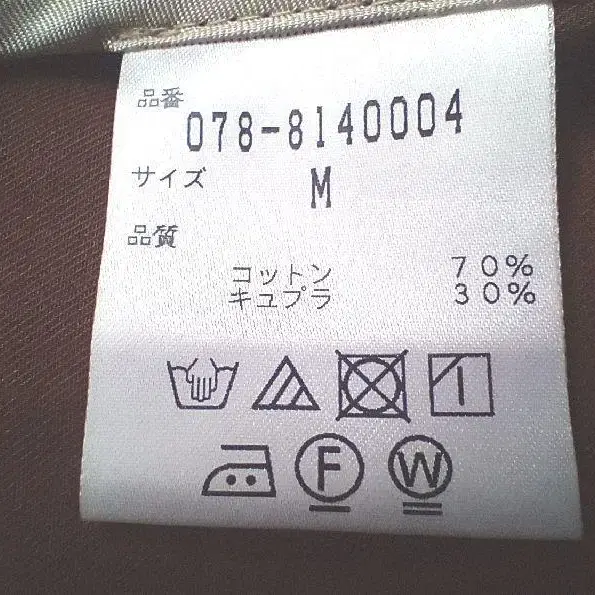 品番
078-8140004
サイズ M
品質
コットン 70%
キュプラ 30%
F W